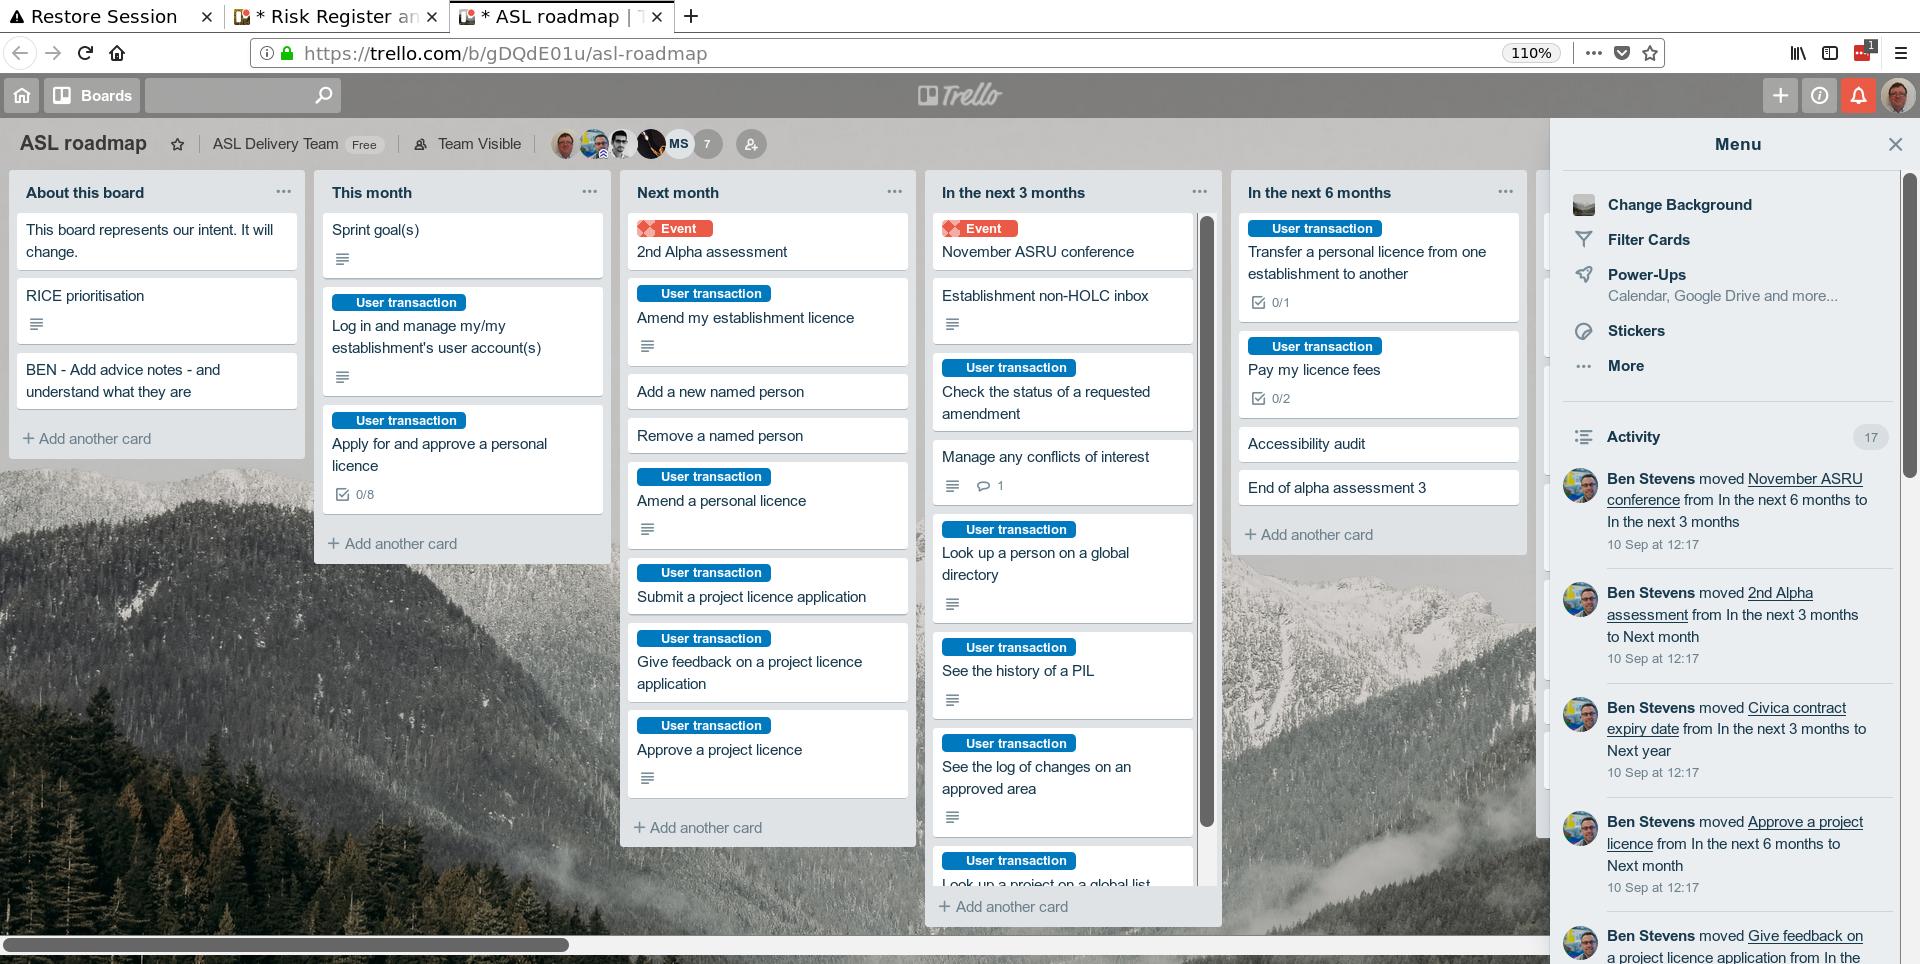 Restore Session
* Risk Register an
* ASL roadmap | T
https://trello.com/b/gDQdE01u/asl-roadmap
110%
1
Boards
Trello
ASL roadmap
ASL Delivery Team
Free
Team Visible
MS
7
About this board
This board represents our intent. It will
change.
RICE prioritisation
BEN - Add advice notes - and
understand what they are
+ Add another card
This month
Sprint goal(s)
User transaction
Log in and manage my/my
establishment's user account(s)
User transaction
Apply for and approve a personal
licence
0/8
+ Add another card
Next month
Event
2nd Alpha assessment
User transaction
Amend my establishment licence
Add a new named person
Remove a named person
User transaction
Amend a personal licence
User transaction
Submit a project licence application
User transaction
Give feedback on a project licence
application
User transaction
Approve a project licence
+ Add another card
In the next 3 months
Event
November ASRU conference
Establishment non-HOLC inbox
User transaction
Check the status of a requested
amendment
Manage any conflicts of interest
1
User transaction
Look up a person on a global
directory
User transaction
See the history of a PIL
User transaction
See the log of changes on an
approved area
User transaction
Look up a project on a global list
+ Add another card
In the next 6 months
User transaction
Transfer a personal licence from one
establishment to another
0/1
User transaction
Pay my licence fees
0/2
Accessibility audit
End of alpha assessment 3
+ Add another card
Menu
Change Background
Filter Cards
Power-Ups
Calendar, Google Drive and more...
Stickers
More
Activity
17
Ben Stevens moved November ASRU
conference from In the next 6 months to
In the next 3 months
10 Sep at 12:17
Ben Stevens moved 2nd Alpha
assessment from In the next 3 months
to Next month
10 Sep at 12:17
Ben Stevens moved Civica contract
expiry date from In the next 3 months to
Next year
10 Sep at 12:17
Ben Stevens moved Approve a project
licence from In the next 6 months to
Next month
10 Sep at 12:17
Ben Stevens moved Give feedback on
a project licence application from In the